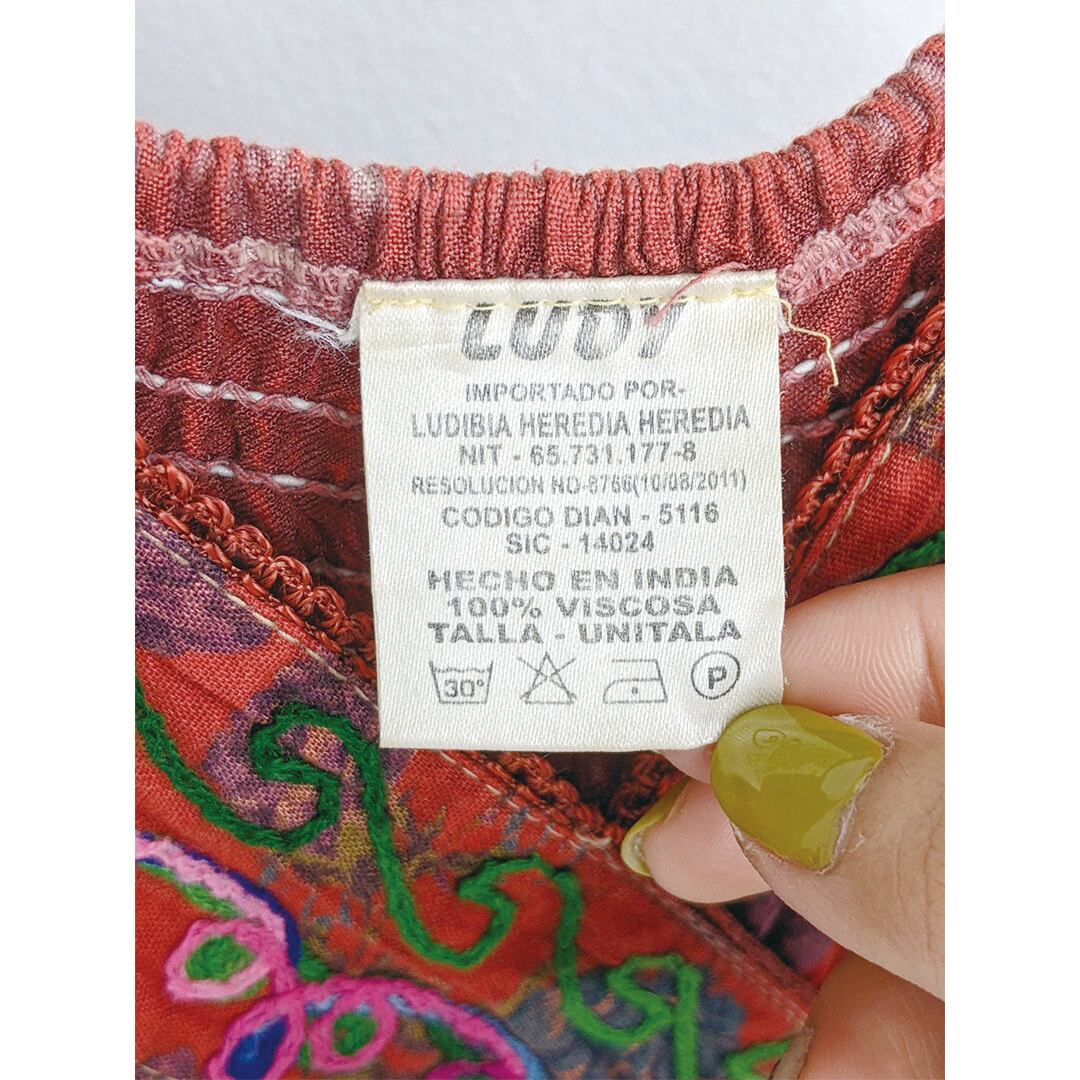 LUDY
IMPORTADO POR-
LUDIBIA HEREDIA HEREDIA
NIT - 65.731.177-8
RESOLUCION NO-8766(10/08/2011)
CODIGO DIAN - 5116
SIC - 14024
HECHO EN INDIA
100% VISCOSA
TALLA - UNITALA
30° P